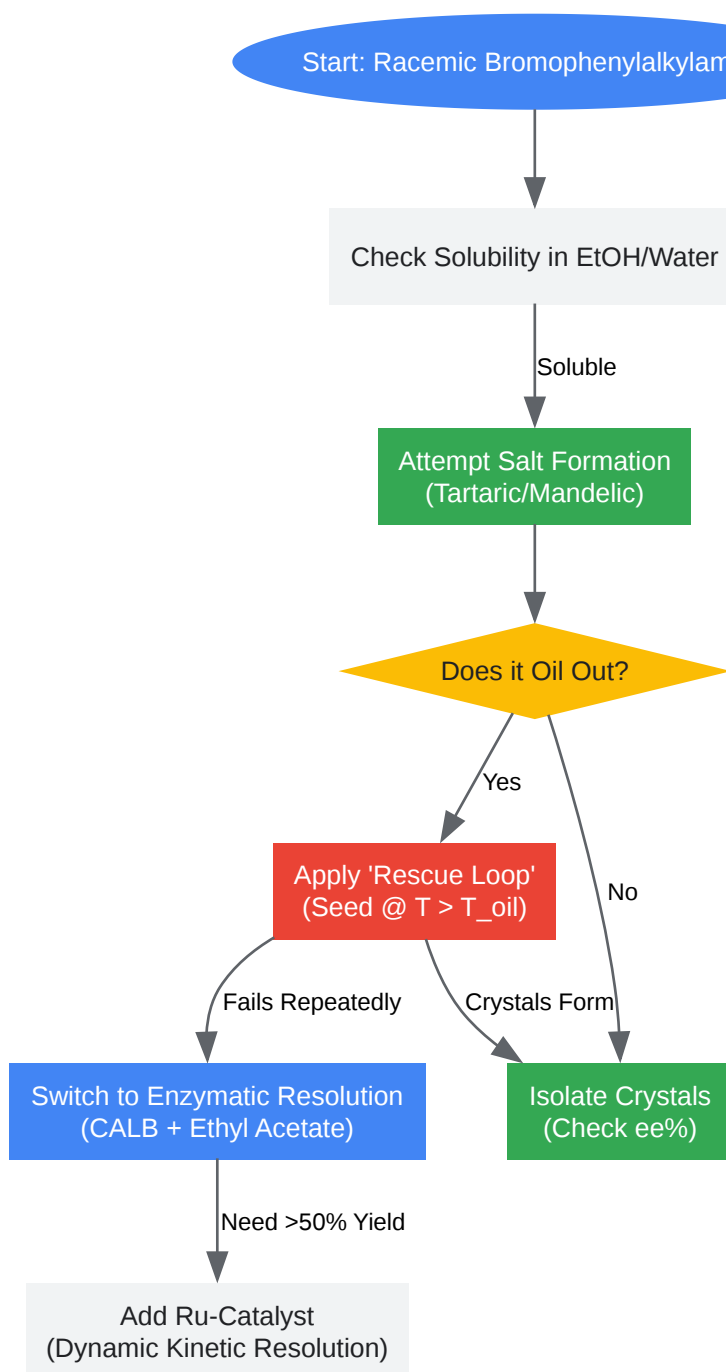 Start: Racemic Bromophenylalkylam
Check Solubility in EtOH/Water
Soluble
Attempt Salt Formation
(Tartaric/Mandelic)
Does it Oil Out?
Yes
No
Apply 'Rescue Loop'
(Seed @ T > T_oil)
Fails Repeatedly
Crystals Form
Switch to Enzymatic Resolution
(CALB + Ethyl Acetate)
Isolate Crystals
(Check ee%)
Need >50% Yield
Add Ru-Catalyst
(Dynamic Kinetic Resolution)